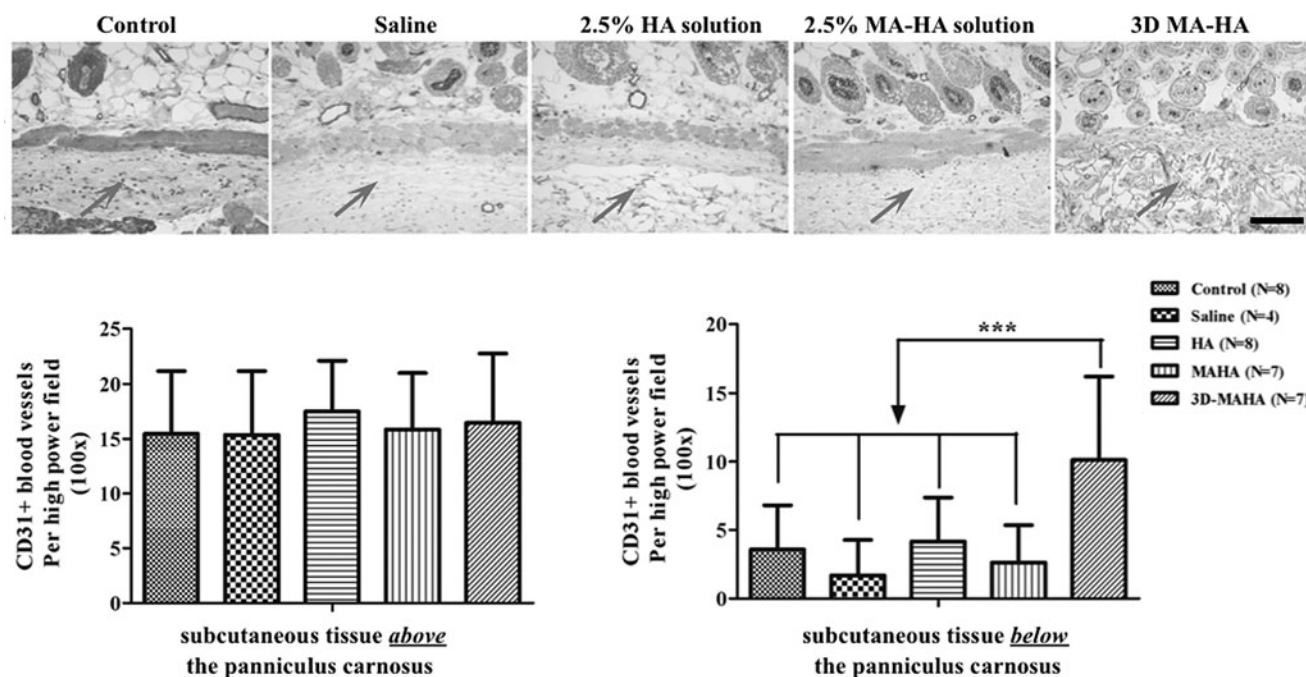 Control
Saline
2.5% HA solution
2.5% MA-HA solution
3D MA-HA
CD31+ blood vessels
Per high power field
(100x)
25
20
15
10
5
0
subcutaneous tissue above
the panniculus carnosus
CD31+ blood vessels
Per high power field
(100x)
20
15
10
5
0
***
subcutaneous tissue below
the panniculus carnosus
Control (N=8)
Saline (N=4)
HA (N=8)
MAHA (N=7)
3D-MAHA (N=7)